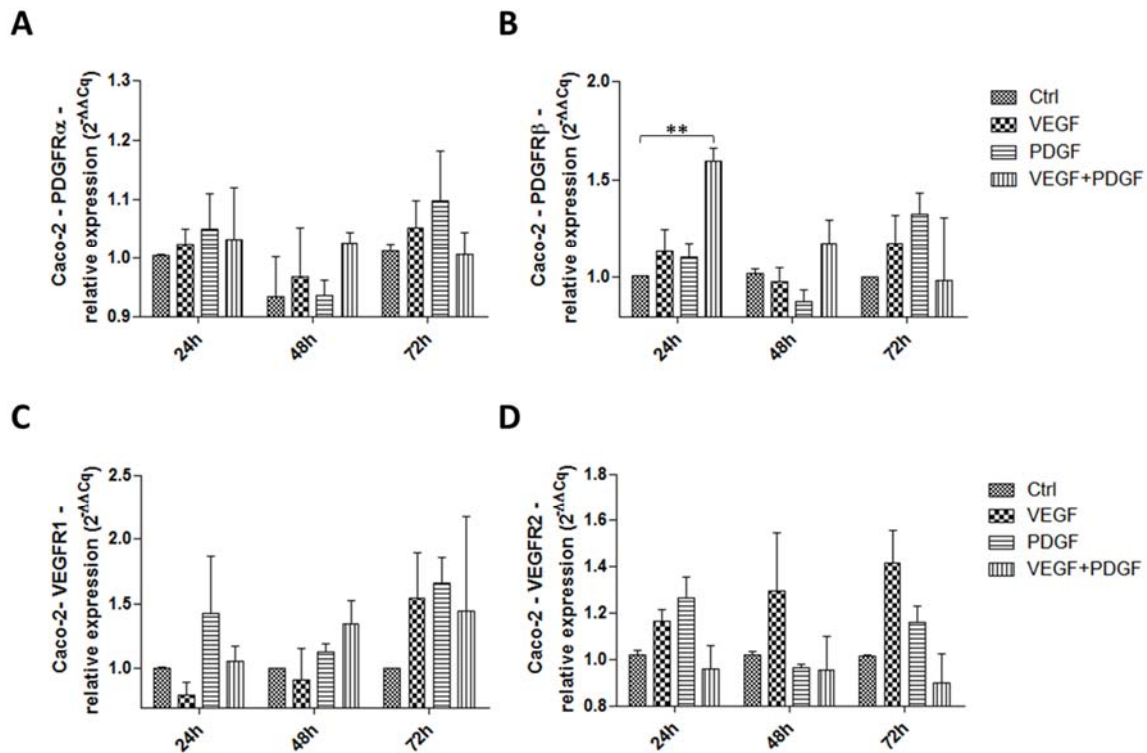 A
Caco-2 - PDGFRα -
relative expression (2^-ΔΔCq)
1.3
1.2
1.1
1.0
0.9
24h
48h
72h
B
Caco-2 - PDGFRβ -
relative expression (2^-ΔΔCq)
2.0
1.5
1.0
**
24h
48h
72h
Ctrl
VEGF
PDGF
VEGF+PDGF
C
Caco-2- VEGFR1 -
relative expression (2^-ΔΔCq)
2.5
2.0
1.5
1.0
24h
48h
72h
D
Caco-2 - VEGFR2 -
relative expression (2^-ΔΔCq)
1.8
1.6
1.4
1.2
1.0
0.8
24h
48h
72h
Ctrl
VEGF
PDGF
VEGF+PDGF